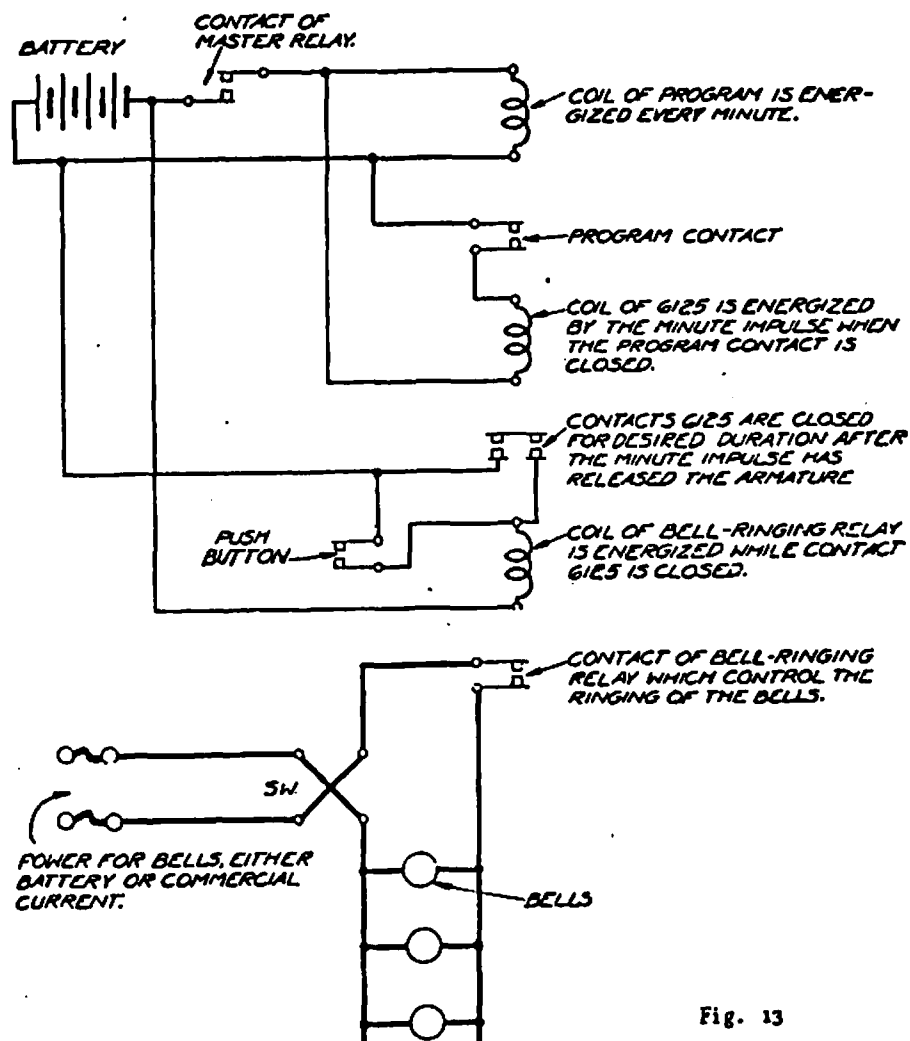 CONTACT OF
MASTER RELAY.
BATTERY
COIL OF PROGRAM IS ENER-
GIZED EVERY MINUTE.
PROGRAM CONTACT
COIL OF 6125 IS ENERGIZED
BY THE MINUTE IMPULSE WHEN
THE PROGRAM CONTACT IS
CLOSED.
CONTACTS 6125 ARE CLOSED
FOR DESIRED DURATION AFTER
THE MINUTE IMPULSE HAS
RELEASED THE ARMATURE
PUSH
BUTTON
COIL OF BELL-RINGING RELAY
IS ENERGIZED WHILE CONTACT
6125 IS CLOSED.
CONTACT OF BELL-RINGING
RELAY WHICH CONTROL THE
RINGING OF THE BELLS.
SW.
POWER FOR BELLS, EITHER
BATTERY OR COMMERCIAL
CURRENT.
BELLS
Fig. 13